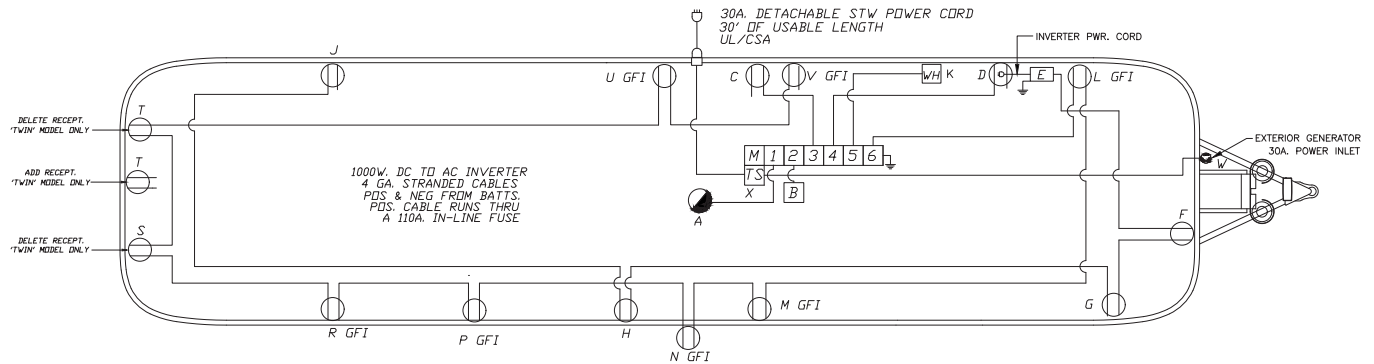 30A. DETACHABLE STW POWER CORD
30' OF USABLE LENGTH
UL/CSA
INVERTER PWR. CORD
J
U GFI
C
V GFI
WH K
D
E
L GFI
T
DELETE RECEPT.
'TWIN' MODEL ONLY
M 1 2 3 4 5 6
EXTERIOR GENERATOR
30A. POWER INLET
W
ADD RECEPT.
'TWIN' MODEL ONLY
T
1000W. DC TO AC INVERTER
4 GA. STRANDED CABLES
POS & NEG FROM BATTS.
POS. CABLE RUNS THRU
A 110A. IN-LINE FUSE
TS
X
B
A
F
DELETE RECEPT.
'TWIN' MODEL ONLY
S
R GFI
P GFI
H
N GFI
M GFI
G